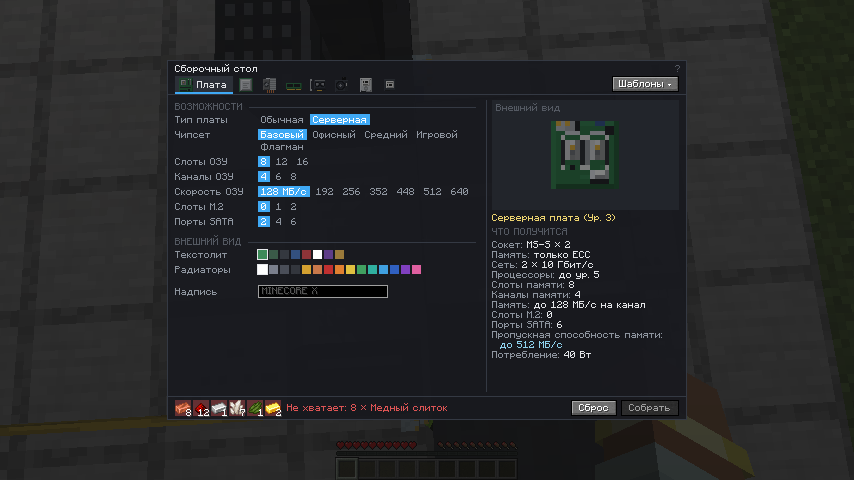 Сборочный стол ?
Плата Шаблоны
ВОЗМОЖНОСТИ
Тип платы Обычная Серверная
Чипсет Базовый Офисный Средний Игровой
Флагман
Слоты ОЗУ 8 12 16
Каналы ОЗУ 4 6 8
Скорость ОЗУ 128 МБ/с 192 256 352 448 512 640
Слоты M.2 0 1 2
Порты SATA 2 4 6
ВНЕШНИЙ ВИД
Текстолит
Радиаторы
Надпись MINECORE X
Внешний вид
Серверная плата (Ур. 3)
ЧТО ПОЛУЧИТСЯ
Сокет: MS-S × 2
Память: только ECC
Сеть: 2 × 10 Гбит/с
Процессоры: до ур. 5
Слоты памяти: 8
Каналы памяти: 4
Память: до 128 МБ/с на канал
Слоты M.2: 0
Порты SATA: 6
Пропускная способность памяти:
до 512 МБ/с
Потребление: 40 Вт
8 12 1 7 1 2 Не хватает: 8 × Медный слиток Сброс Собрать